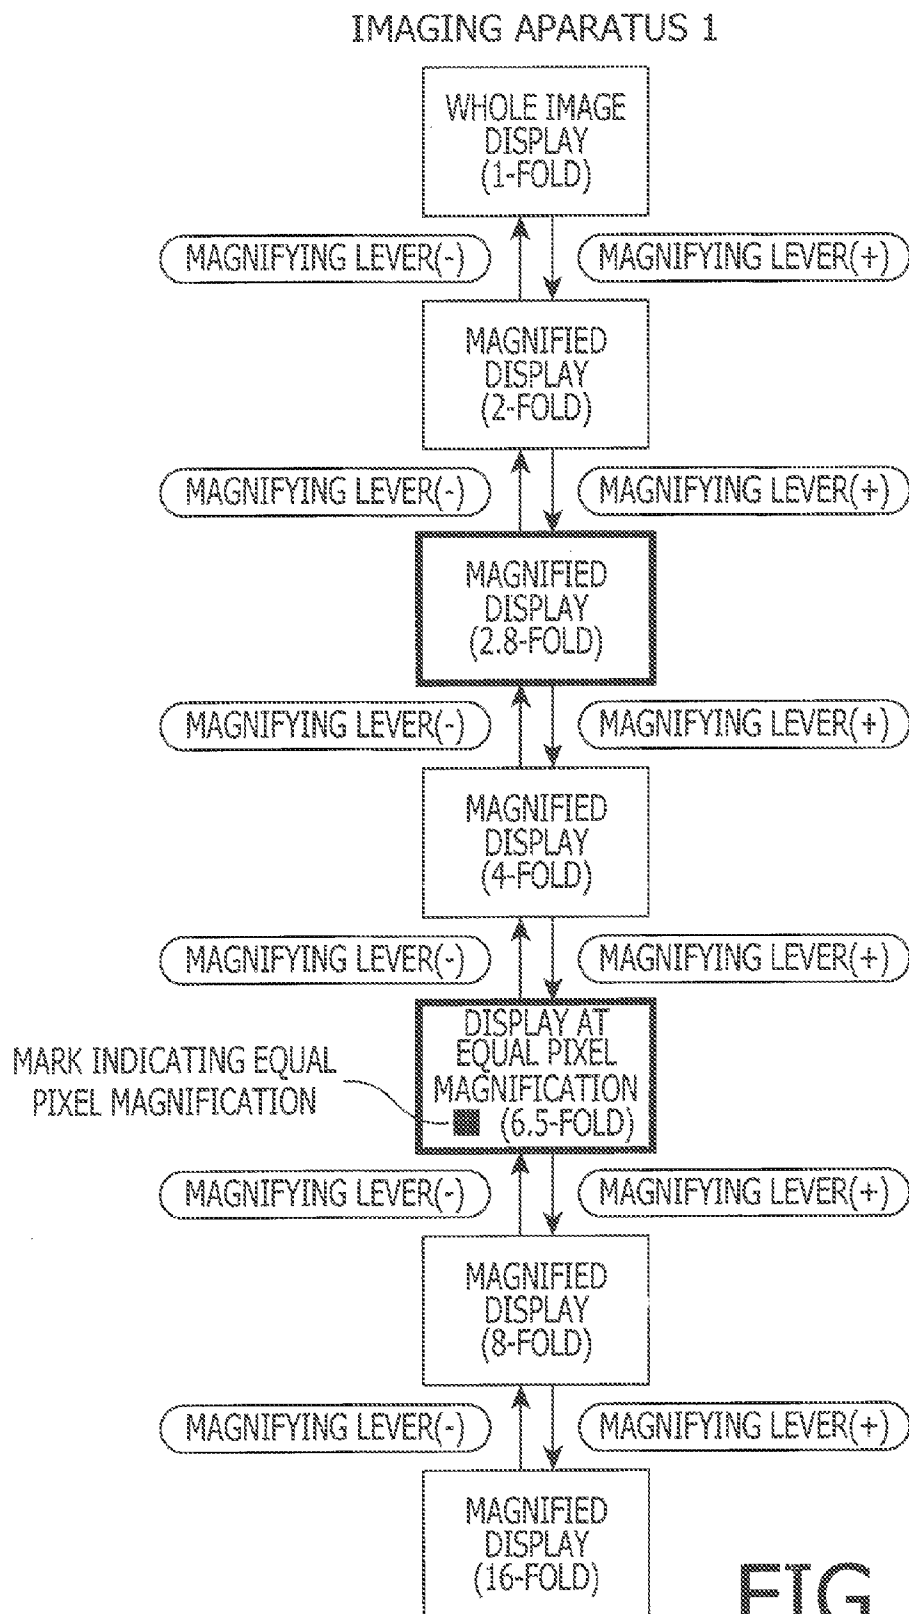 IMAGING APARATUS 1
WHOLE IMAGE
DISPLAY
(1-FOLD)
MAGNIFYING LEVER(-)
MAGNIFYING LEVER(+)
MAGNIFIED
DISPLAY
(2-FOLD)
MAGNIFYING LEVER(-)
MAGNIFYING LEVER(+)
MAGNIFIED
DISPLAY
(2.8-FOLD)
MAGNIFYING LEVER(-)
MAGNIFYING LEVER(+)
MAGNIFIED
DISPLAY
(4-FOLD)
MAGNIFYING LEVER(-)
MAGNIFYING LEVER(+)
DISPLAY AT
EQUAL PIXEL
MAGNIFICATION
(6.5-FOLD)
MARK INDICATING EQUAL
PIXEL MAGNIFICATION
MAGNIFYING LEVER(-)
MAGNIFYING LEVER(+)
MAGNIFIED
DISPLAY
(8-FOLD)
MAGNIFYING LEVER(-)
MAGNIFYING LEVER(+)
MAGNIFIED
DISPLAY
(16-FOLD)
FIG